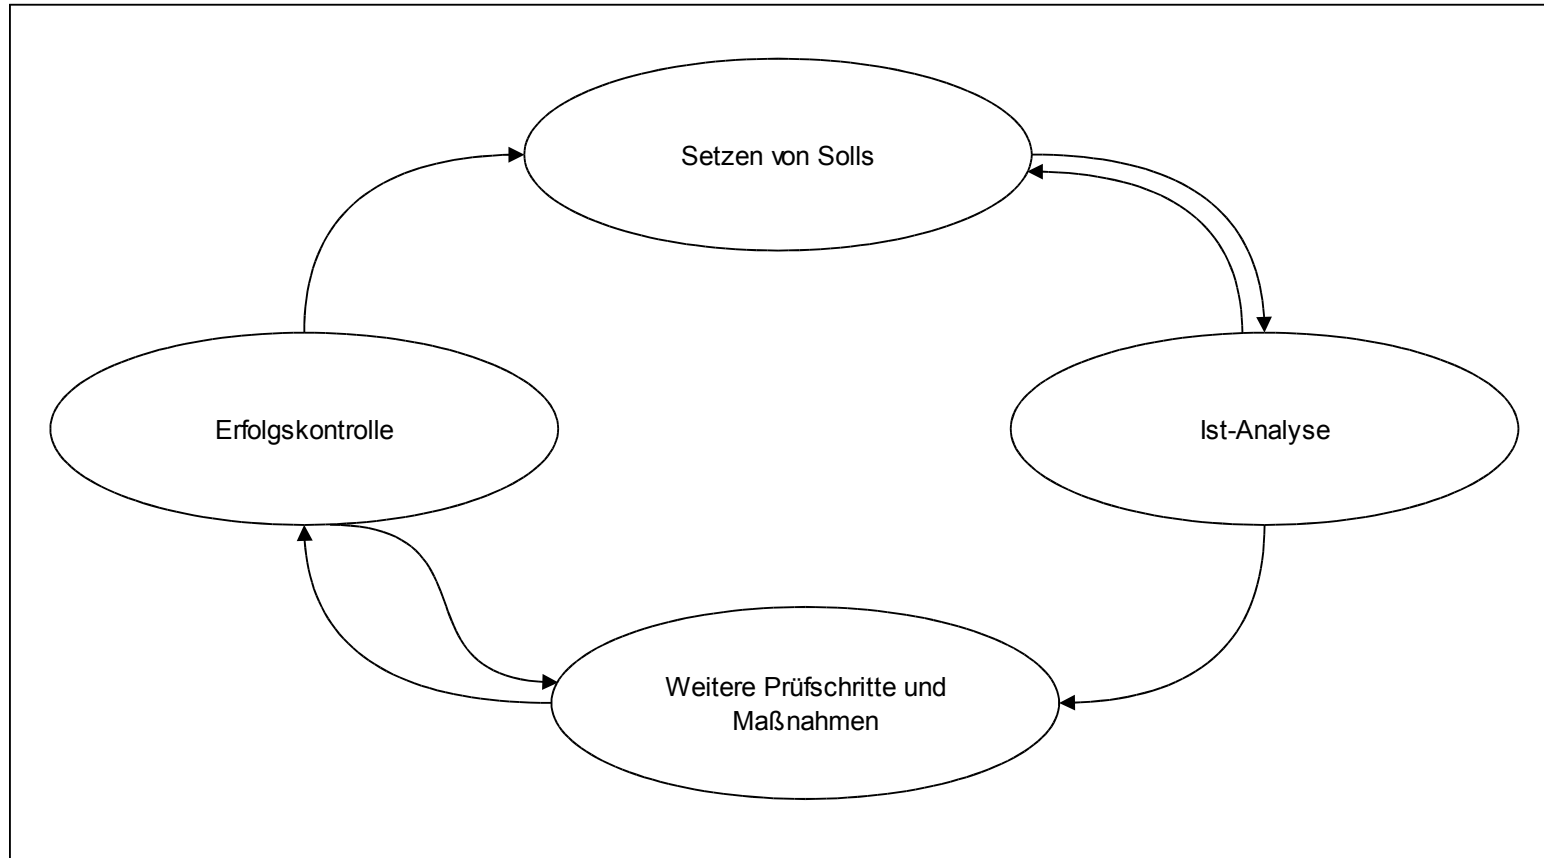 Setzen von Solls
Erfolgskontrolle
Ist-Analyse
Weitere Prüfschritte und
Maßnahmen